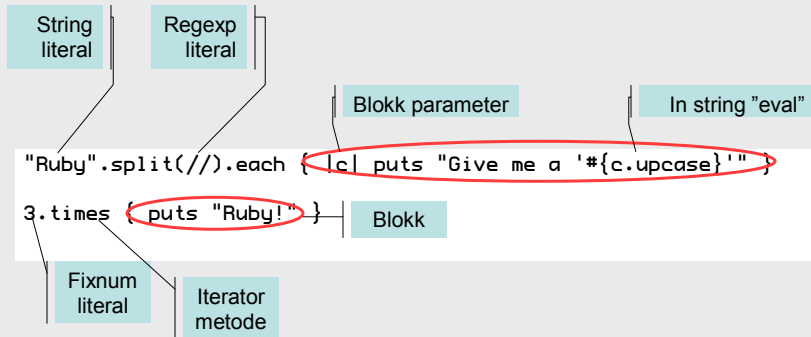 String
literal
Regexp
literal
Blokk parameter
In string ”eval”
"Ruby".split(//).each { |c| puts "Give me a '#{c.upcase}'" }
3.times { puts "Ruby!" }
Blokk
Fixnum
literal
Iterator
metode